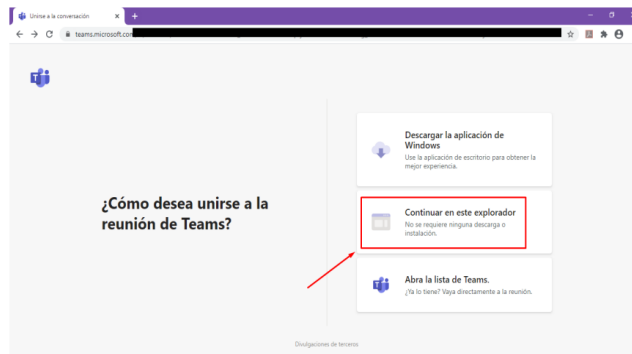 Unirse a la conversación
teams.microsoft.com
¿Cómo desea unirse a la
reunión de Teams?
Descargar la aplicación de
Windows
Use la aplicación de escritorio para obtener la
mejor experiencia.
Continuar en este explorador
No se requiere ninguna descarga o
instalación.
Abra la lista de Teams.
¿Ya lo tiene? Vaya directamente a la reunión.
Divulgaciones de terceros